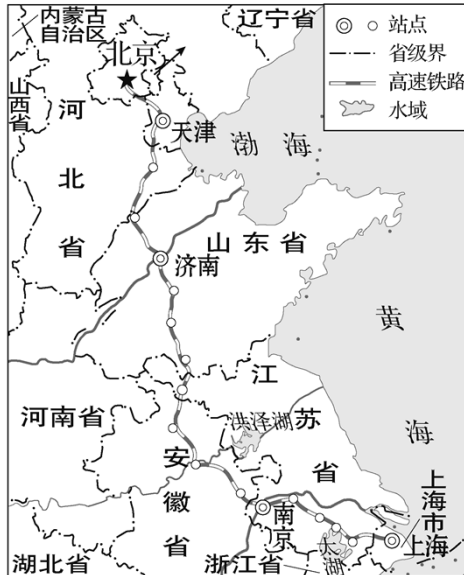 内蒙古
自治区
辽宁省
站点
省级界
高速铁路
水域
北京
山西省
河北省
天津
渤海
山东省
济南
黄海
河南省
江苏省
洪泽湖
安徽省
南京
上海市
上海
太湖
湖北省
浙江省